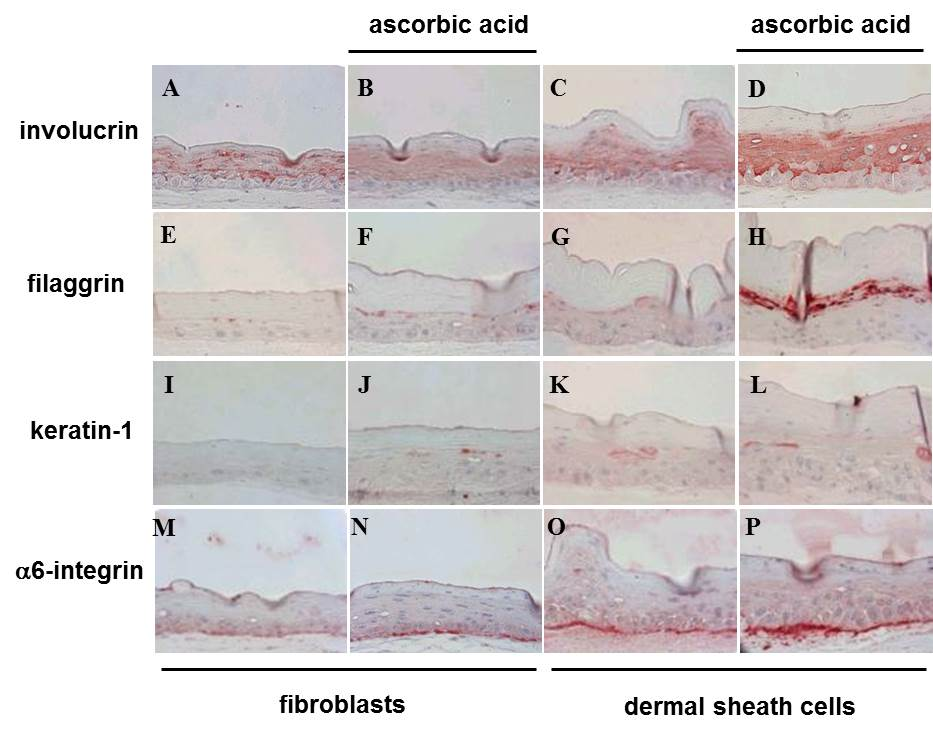 ascorbic acid ascorbic acid
A B C D
involucrin
E F G H
filaggrin
I J K L
keratin-1
M N O P
α6-integrin
fibroblasts dermal sheath cells